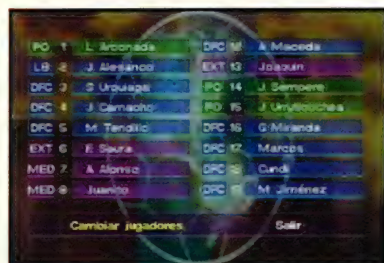 PO 1 L. Arconada
LB 2 J. Alesanco
DFC 3 S. Urquiaga
DFC 4 J. Camacho
DFC 5 M. Tendillo
EXT 6 E. Saura
MED 7 A. Alonso
MED Juanito
DFC A. Maceda
EXT 13 Joaquín
PO 14 J. Sempere
PO 15 J. Urruticoechea
DFC 16 G. Miranda
DFC 17 Marcos
DFC Cundi
DFC M. Jiménez
Cambiar jugadores
Salir